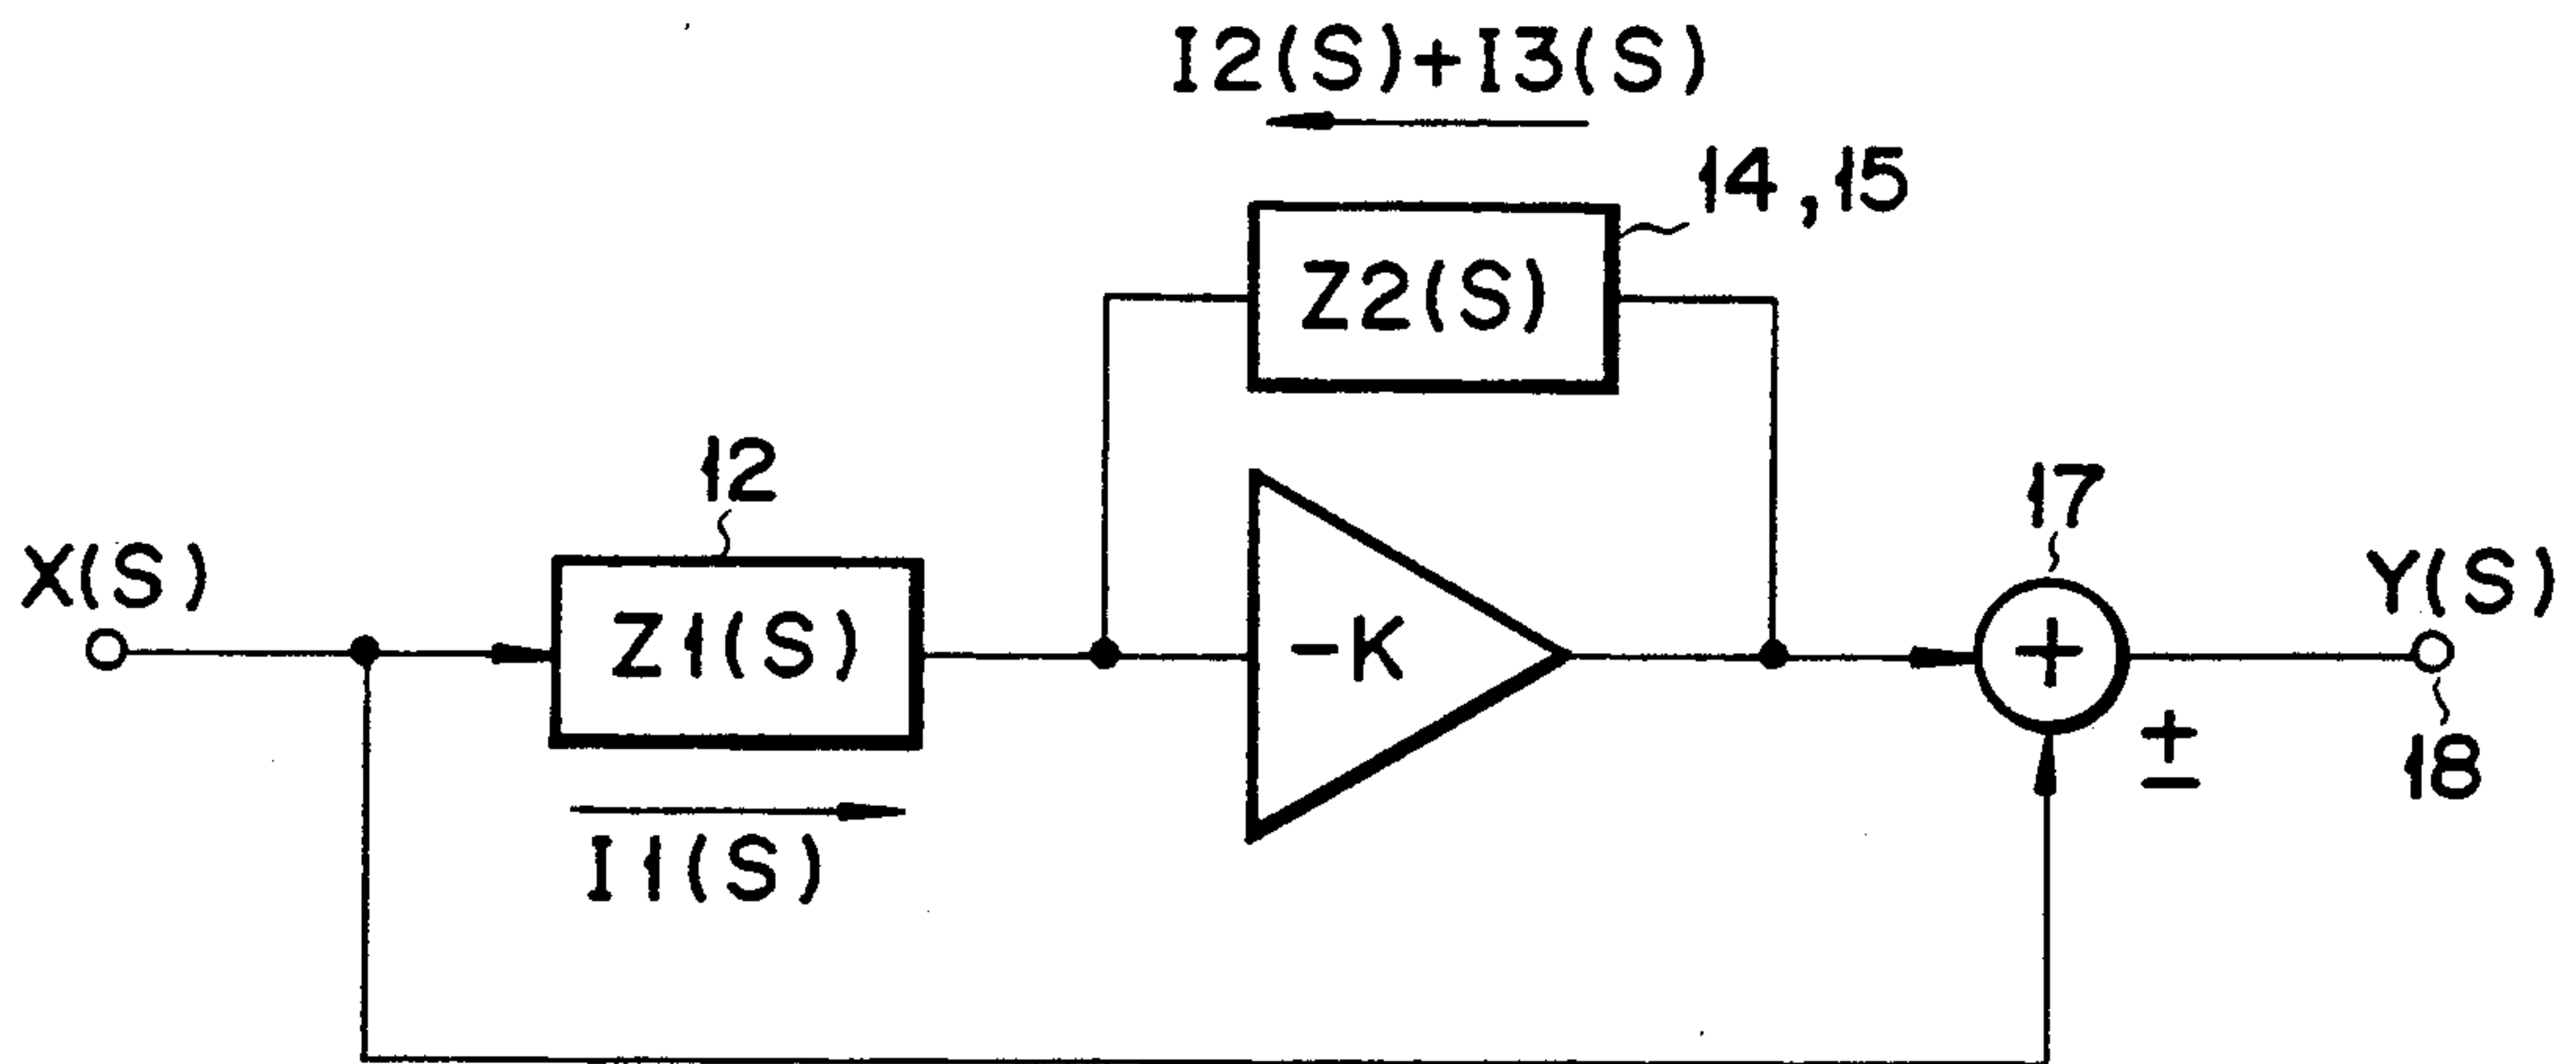 I2(S)+I3(S)
14,15
Z2(S)
12
17
X(S)
Y(S)
Z1(S)
-K
+
±
18
I1(S)